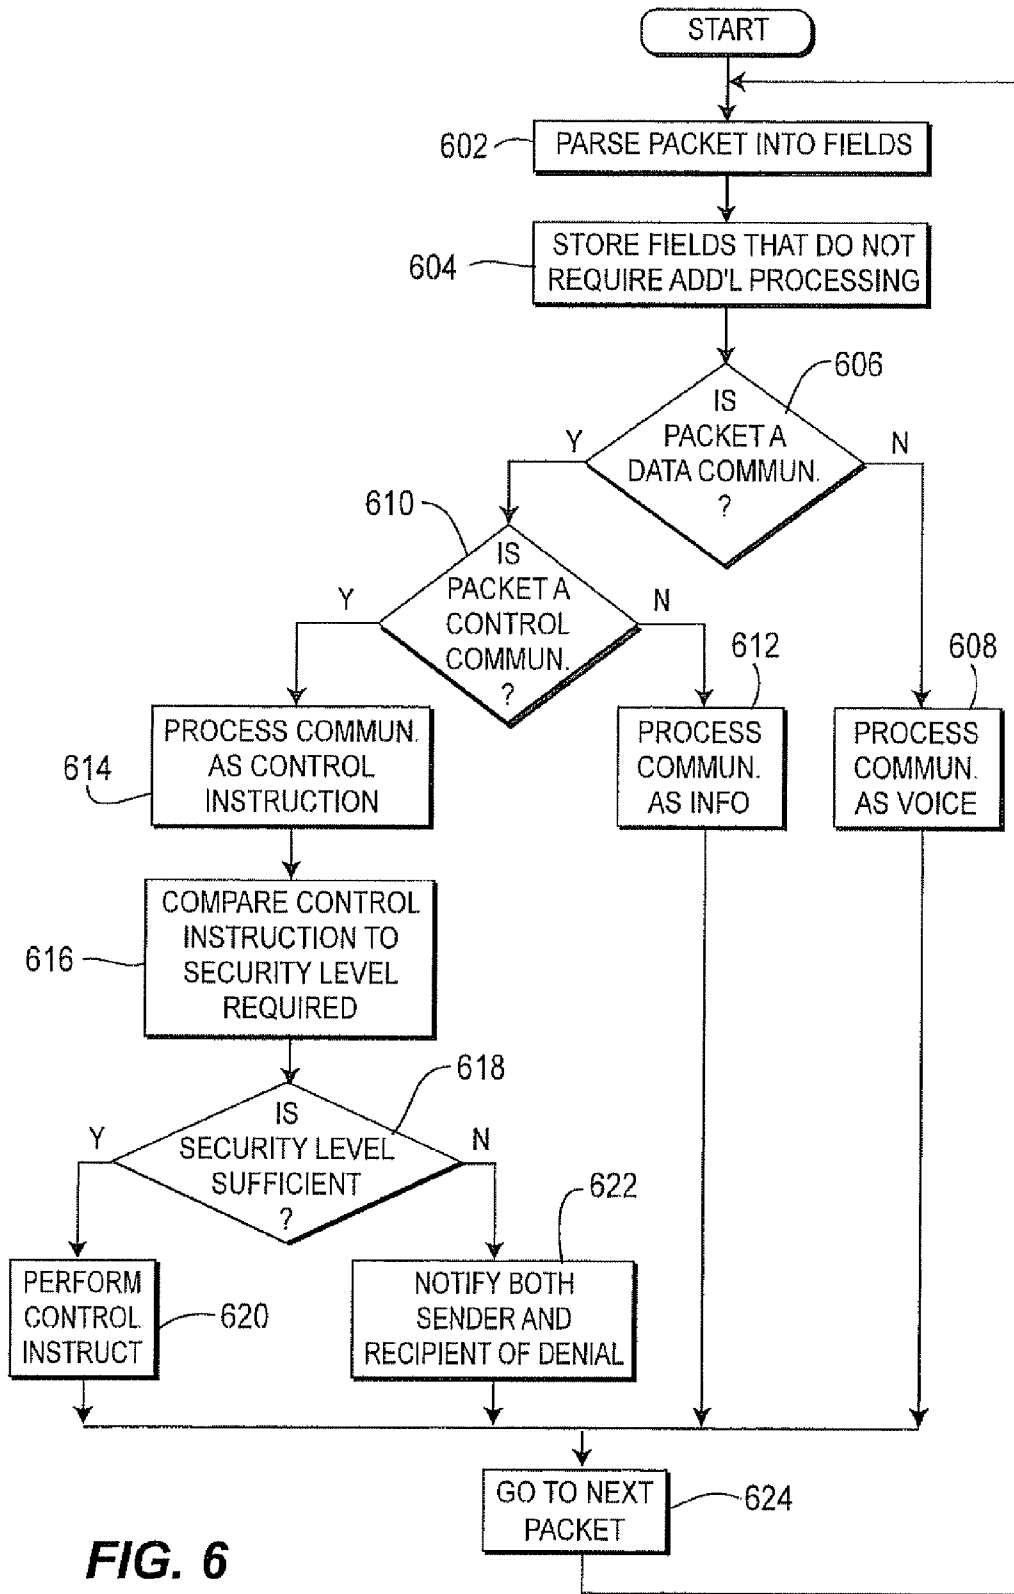 START
602
PARSE PACKET INTO FIELDS
604
STORE FIELDS THAT DO NOT
REQUIRE ADD'L PROCESSING
606
IS
PACKET A
DATA COMMUN.
?
Y
N
610
IS
PACKET A
CONTROL
COMMUN.
?
Y
N
612
608
614
PROCESS COMMUN.
AS CONTROL
INSTRUCTION
PROCESS
COMMUN.
AS INFO
PROCESS
COMMUN.
AS VOICE
616
COMPARE CONTROL
INSTRUCTION TO
SECURITY LEVEL
REQUIRED
618
IS
SECURITY LEVEL
SUFFICIENT
?
Y
N
622
PERFORM
CONTROL
INSTRUCT
620
NOTIFY BOTH
SENDER AND
RECIPIENT OF DENIAL
GO TO NEXT
PACKET
624
FIG. 6